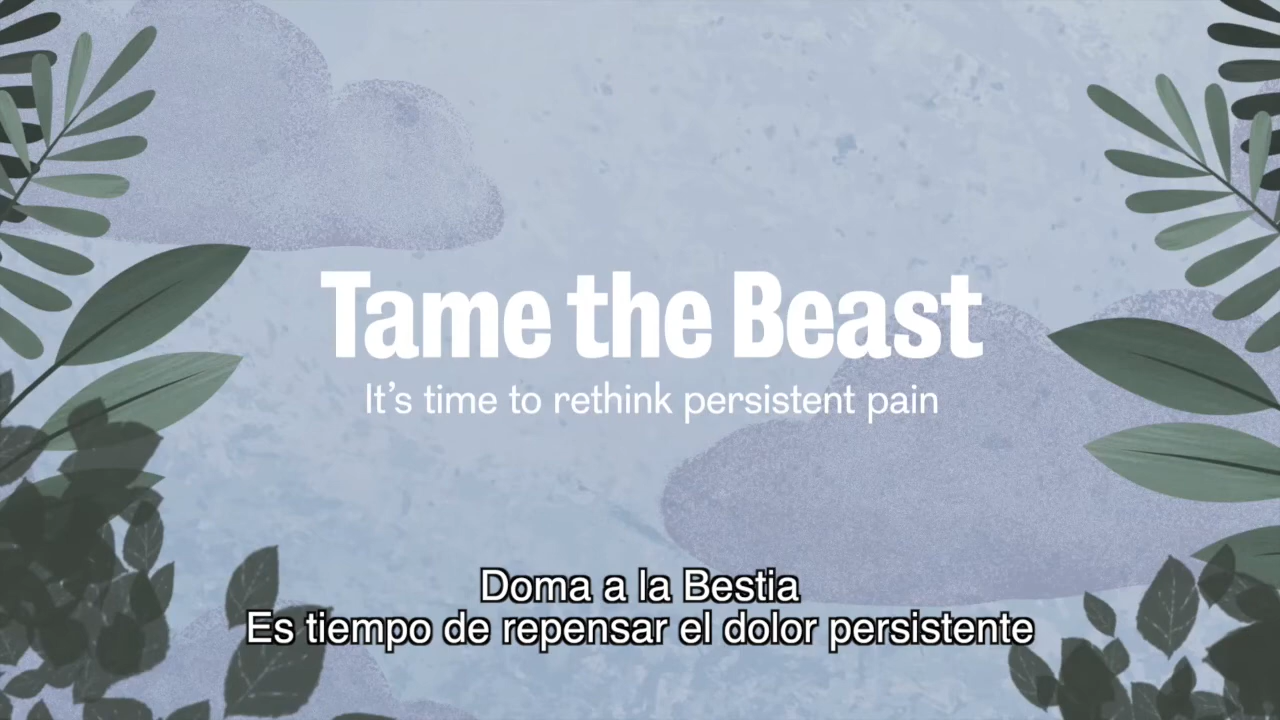 Tame the Beast
It's time to rethink persistent pain
Doma a la Bestia
Es tiempo de repensar el dolor persistente